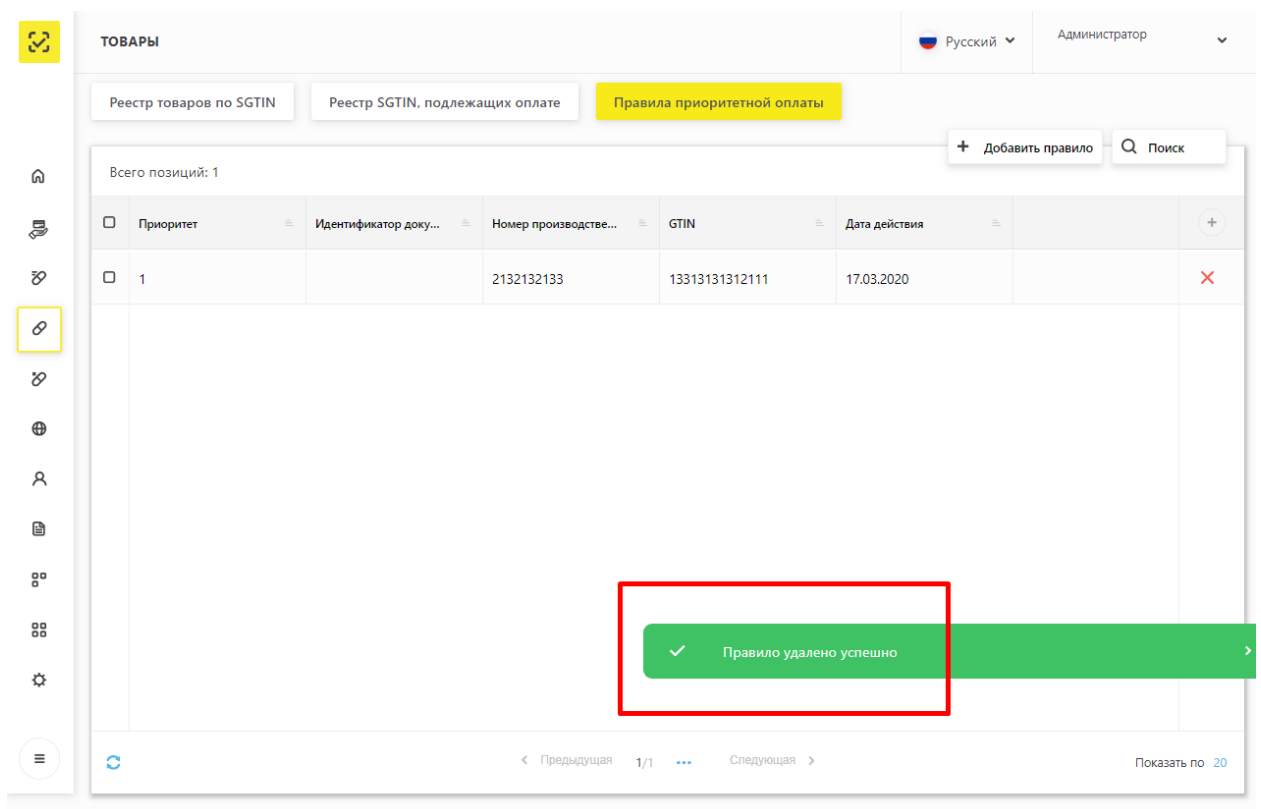 ТОВАРЫ
Русский
Администратор
Реестр товаров по SGTIN
Реестр SGTIN, подлежащих оплате
Правила приоритетной оплаты
+ Добавить правило
Поиск
Всего позиций: 1
Приоритет
Идентификатор доку...
Номер производстве...
GTIN
Дата действия
1
2132132133
13313131312111
17.03.2020
Правило удалено успешно
Предыдущая
1/1
...
Следующая
Показать по 20